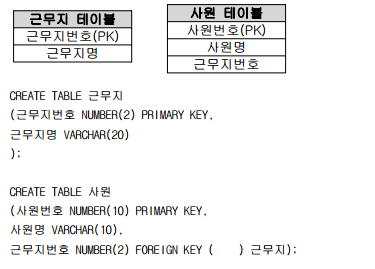 근무지 테이블
근무지번호(PK)
근무지명
사원 테이블
사원번호(PK)
사원명
근무지번호
CREATE TABLE 근무지
(근무지번호 NUMBER(2) PRIMARY KEY,
근무지명 VARCHAR(20)
);
CREATE TABLE 사원
(사원번호 NUMBER(10) PRIMARY KEY,
사원명 VARCHAR(10),
근무지번호 NUMBER(2) FOREIGN KEY (    ) 근무지);